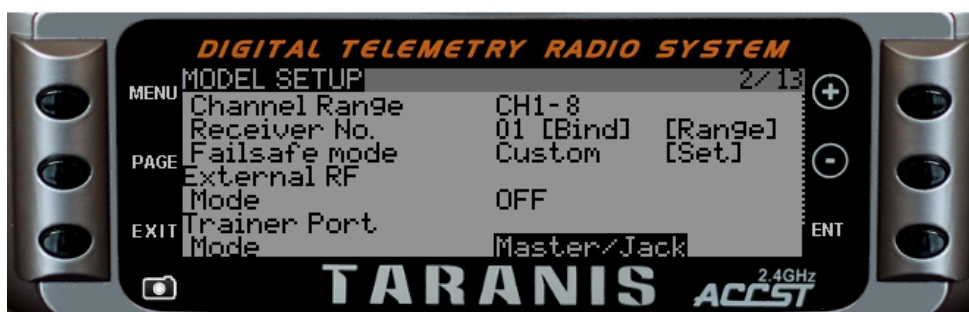 DIGITAL TELEMETRY RADIO SYSTEM
MENU
MODEL SETUP 2/13
Channel Range CH1-8
Receiver No. 01 [Bind] [Range]
PAGE
Failsafe mode Custom [Set]
External RF
Mode OFF
EXIT
Trainer Port
ENT
Mode Master/Jack
TARANIS
2.4GHz
ACCST